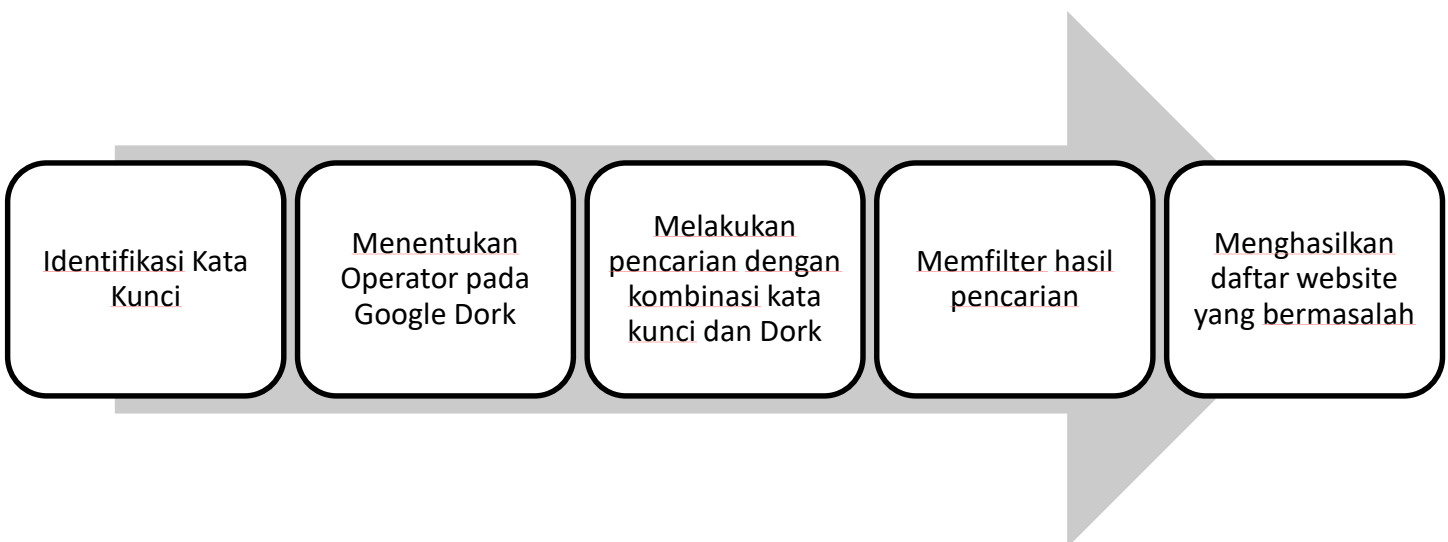 Identifikasi Kata
Kunci
Menentukan
Operator pada
Google Dork
Melakukan
pencarian dengan
kombinasi kata
kunci dan Dork
Memfilter hasil
pencarian
Menghasilkan
daftar website
yang bermasalah